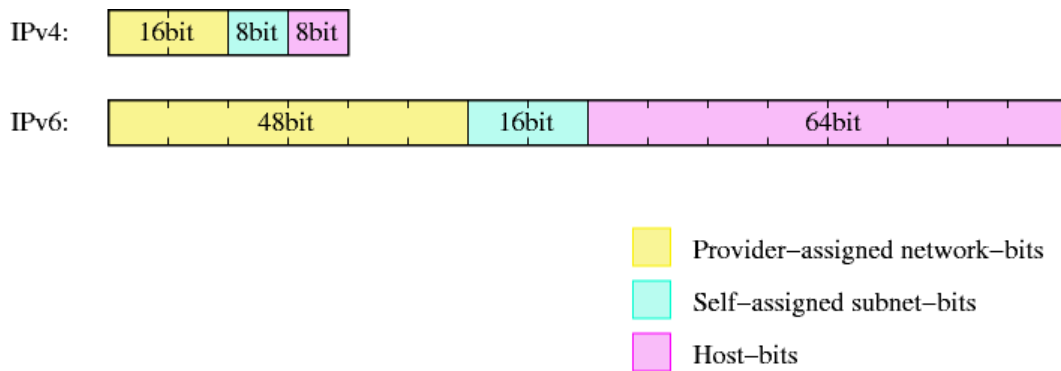 IPv4: 16bit 8bit 8bit
IPv6: 48bit 16bit 64bit
Provider−assigned network−bits
Self−assigned subnet−bits
Host−bits